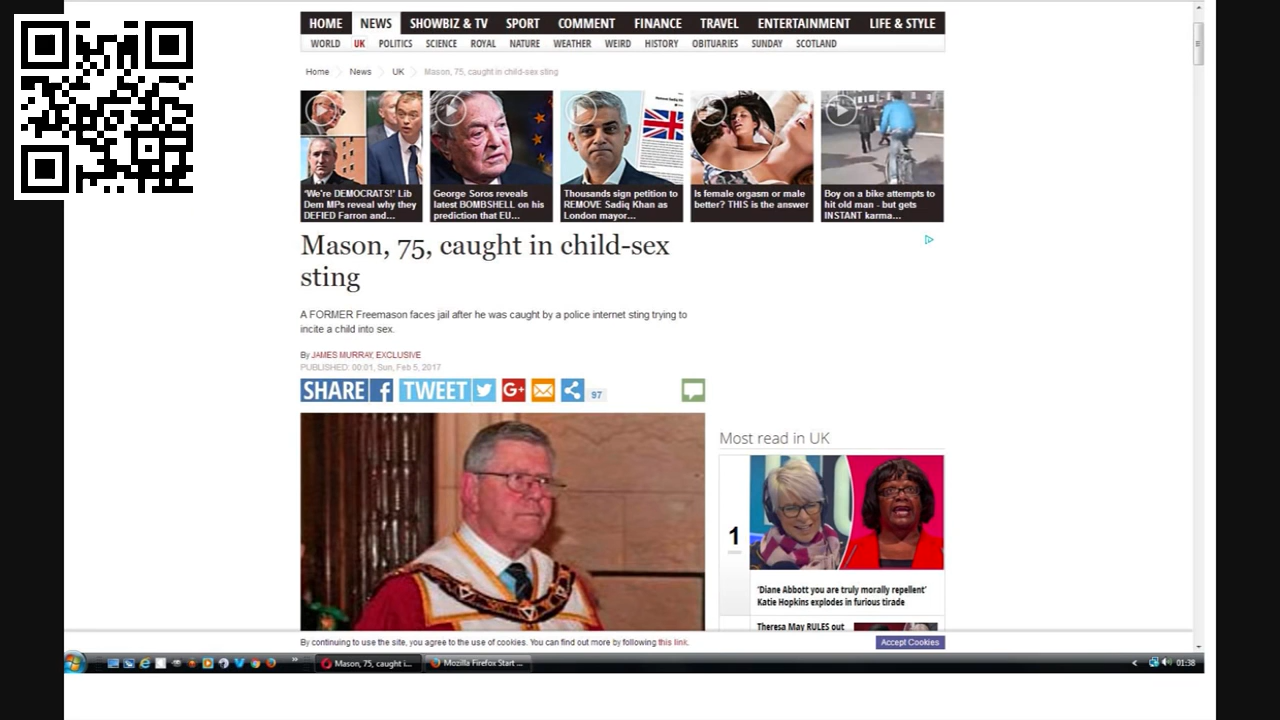 HOME NEWS SHOWBIZ & TV SPORT COMMENT FINANCE TRAVEL ENTERTAINMENT LIFE & STYLE
WORLD UK POLITICS SCIENCE ROYAL NATURE WEATHER WEIRD HISTORY OBITUARIES SUNDAY SCOTLAND
Home News UK Mason, 75, caught in child-sex sting
'We're DEMOCRATS!' Lib
Dem MPs reveal why they
DEFIED Farron and...
George Soros reveals
latest BOMBSHELL on his
prediction that EU...
Thousands sign petition to
REMOVE Sadiq Khan as
London mayor...
Is female orgasm or male
better? THIS is the answer
Boy on a bike attempts to
hit old man - but gets
INSTANT karma...
Mason, 75, caught in child-sex
sting
A FORMER Freemason faces jail after he was caught by a police internet sting trying to
incite a child into sex.
By JAMES MURRAY, EXCLUSIVE
PUBLISHED: 00:01, Sun, Feb 5, 2017
SHARE f TWEET G+ 97
Most read in UK
1
'Diane Abbott you are truly morally repellent'
Katie Hopkins explodes in furious tirade
Theresa May RULES out
By continuing to use the site, you agree to the use of cookies. You can find out more by following this link.
Accept Cookies
Mason, 75, caught i... Mozilla Firefox Start ... 01:38